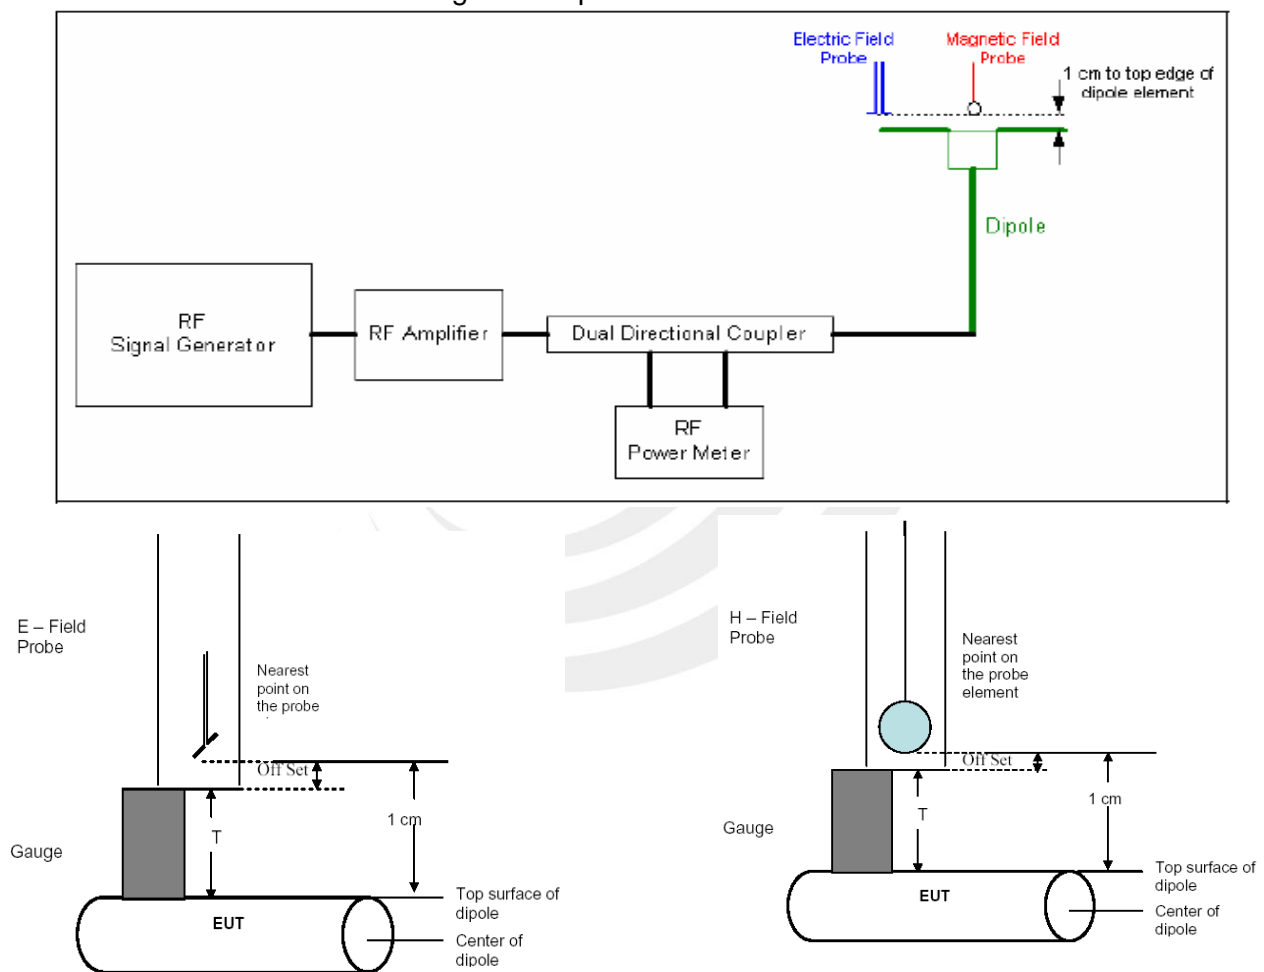 Electric Field
Probe
Magnetic Field
Probe
1 cm to top edge of
dipole element
Dipole
RF
Signal Generator
RF Amplifier
Dual Directional Coupler
RF
Power Meter
E – Field
Probe
Nearest
point on
the probe
Off Set
1 cm
T
Gauge
EUT
Top surface of
dipole
Center of
dipole
H – Field
Probe
Nearest
point on
the probe
element
Off Set
1 cm
T
Gauge
EUT
Top surface of
dipole
Center of
dipole